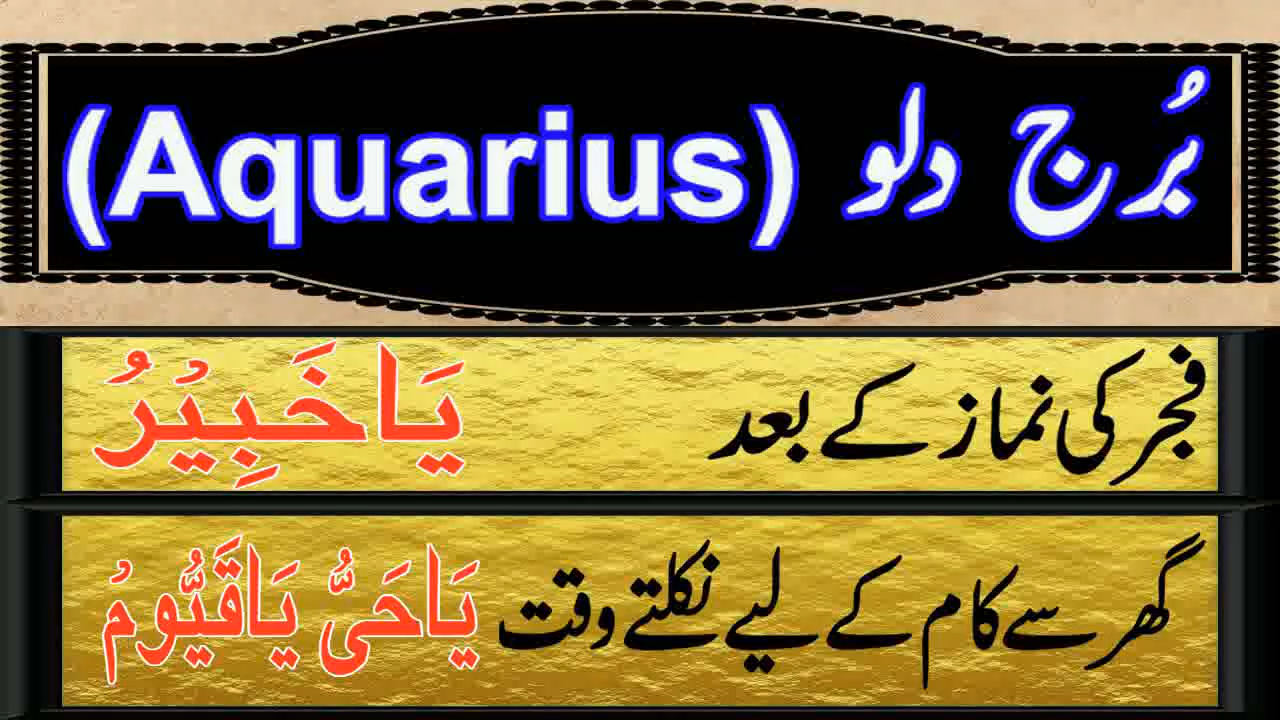 بُرج دلو (Aquarius)
فجر کی نماز کے بعد یَاخَبِیْرُ
گھر سے کام کے لیے نکلتے وقت یَاحَیُّ یَاقَیُّومُ